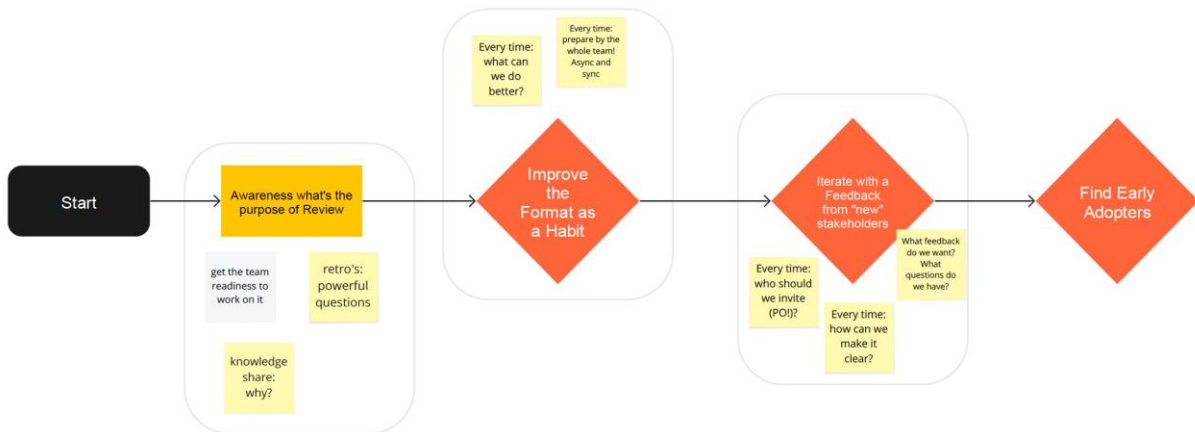 Start
Awareness what's the
purpose of Review
get the team
readiness to
work on it
retro's:
powerful
questions
knowledge
share:
why?
Every time:
what can
we do
better?
Every time:
prepare by the
whole team!
Async and
sync
Improve
the
Format as
a Habit
Iterate with a
Feedback
from "new"
stakeholders
What feedback
do we want?
What
questions do
we have?
Every time:
who should
we invite
(PO!)?
Every time:
how can we
make it
clear?
Find Early
Adopters